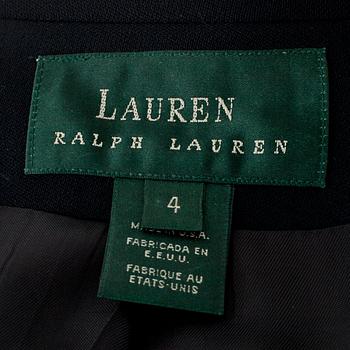 LAUREN
RALPH LAUREN
4
MADE IN U.S.A.
FABRICADA EN
E.E.U.U.
FABRIQUE AU
ETATS-UNIS